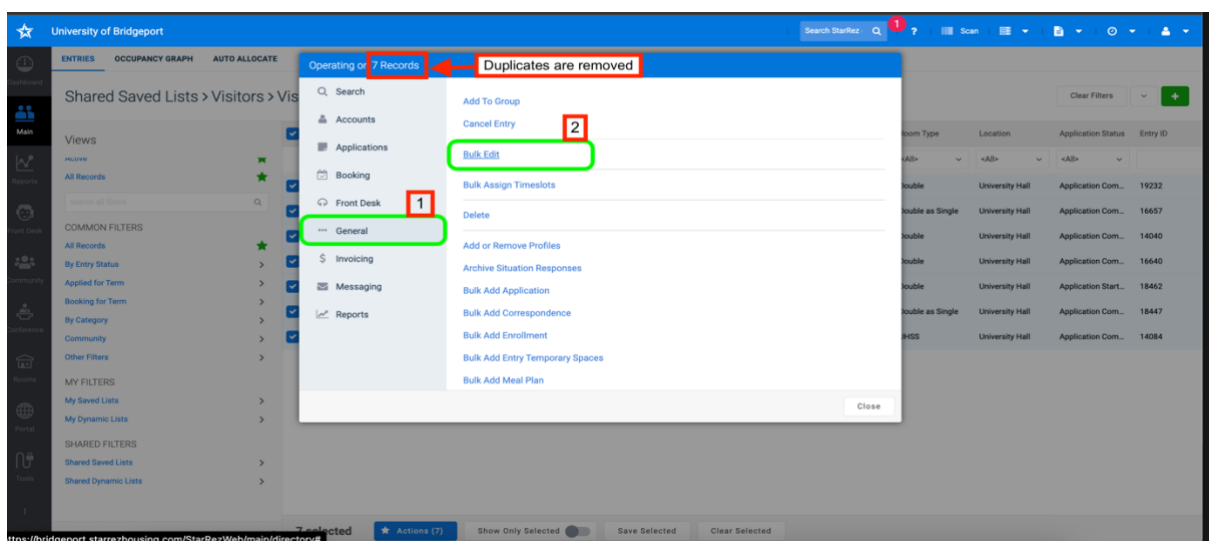 University of Bridgeport
Search StarRez
1
?
Scan
Dashboard
Main
Reports
Front Desk
Community
Conference
Rooms
Portal
Tools
ENTRIES OCCUPANCY GRAPH AUTO ALLOCATE
Shared Saved Lists > Visitors > Vis
Clear Filters
Views
Active
All Records
COMMON FILTERS
All Records
By Entry Status
Applied for Term
Booking for Term
By Category
Community
Other Filters
MY FILTERS
My Saved Lists
My Dynamic Lists
SHARED FILTERS
Shared Saved Lists
Shared Dynamic Lists
Operating on 7 Records
Duplicates are removed
Search
Accounts
Applications
Booking
Front Desk
1
General
Invoicing
Messaging
Reports
Add To Group
Cancel Entry
2
Bulk Edit
Bulk Assign Timeslots
Delete
Add or Remove Profiles
Archive Situation Responses
Bulk Add Application
Bulk Add Correspondence
Bulk Add Enrollment
Bulk Add Entry Temporary Spaces
Bulk Add Meal Plan
Close
Room Type Location Application Status Entry ID
<All> <All> <All>
Double University Hall Application Com... 19232
Double as Single University Hall Application Com... 16657
Double University Hall Application Com... 14040
Double University Hall Application Com... 16640
Double University Hall Application Start... 18462
Double as Single University Hall Application Com... 18447
UHSS University Hall Application Com... 14084
7 selected
Actions (7)
Show Only Selected
Save Selected
Clear Selected
ttps://bridgeport.starrezhousing.com/StarRezWeb/main/directory#